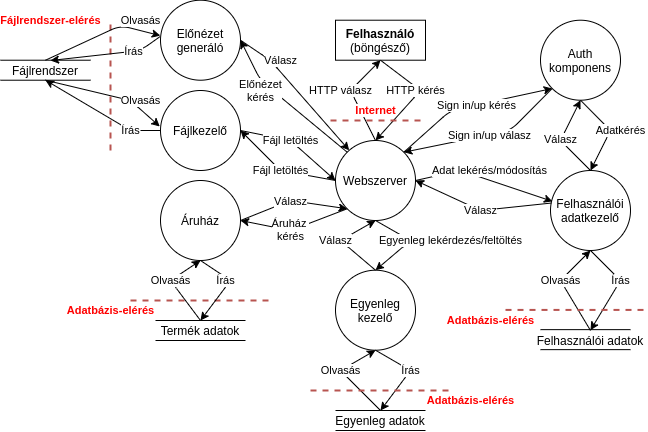 Fájlrendszer-elérés
Olvasás
Írás
Fájlrendszer
Olvasás
Írás
Előnézet
generáló
Fájlkezelő
Válasz
Előnézet
kérés
Fájl letöltés
Fájl letöltés
Felhasználó
(böngésző)
HTTP válasz
HTTP kérés
Internet
Webszerver
Auth
komponens
Sign in/up kérés
Sign in/up válasz
Válasz
Adatkérés
Adat lekérés/módosítás
Válasz
Felhasználói
adatkezelő
Áruház
Válasz
Áruház
kérés
Válasz
Egyenleg lekérdezés/feltöltés
Olvasás
Írás
Adatbázis-elérés
Termék adatok
Egyenleg
kezelő
Olvasás
Írás
Adatbázis-elérés
Felhasználói adatok
Olvasás
Írás
Adatbázis-elérés
Egyenleg adatok